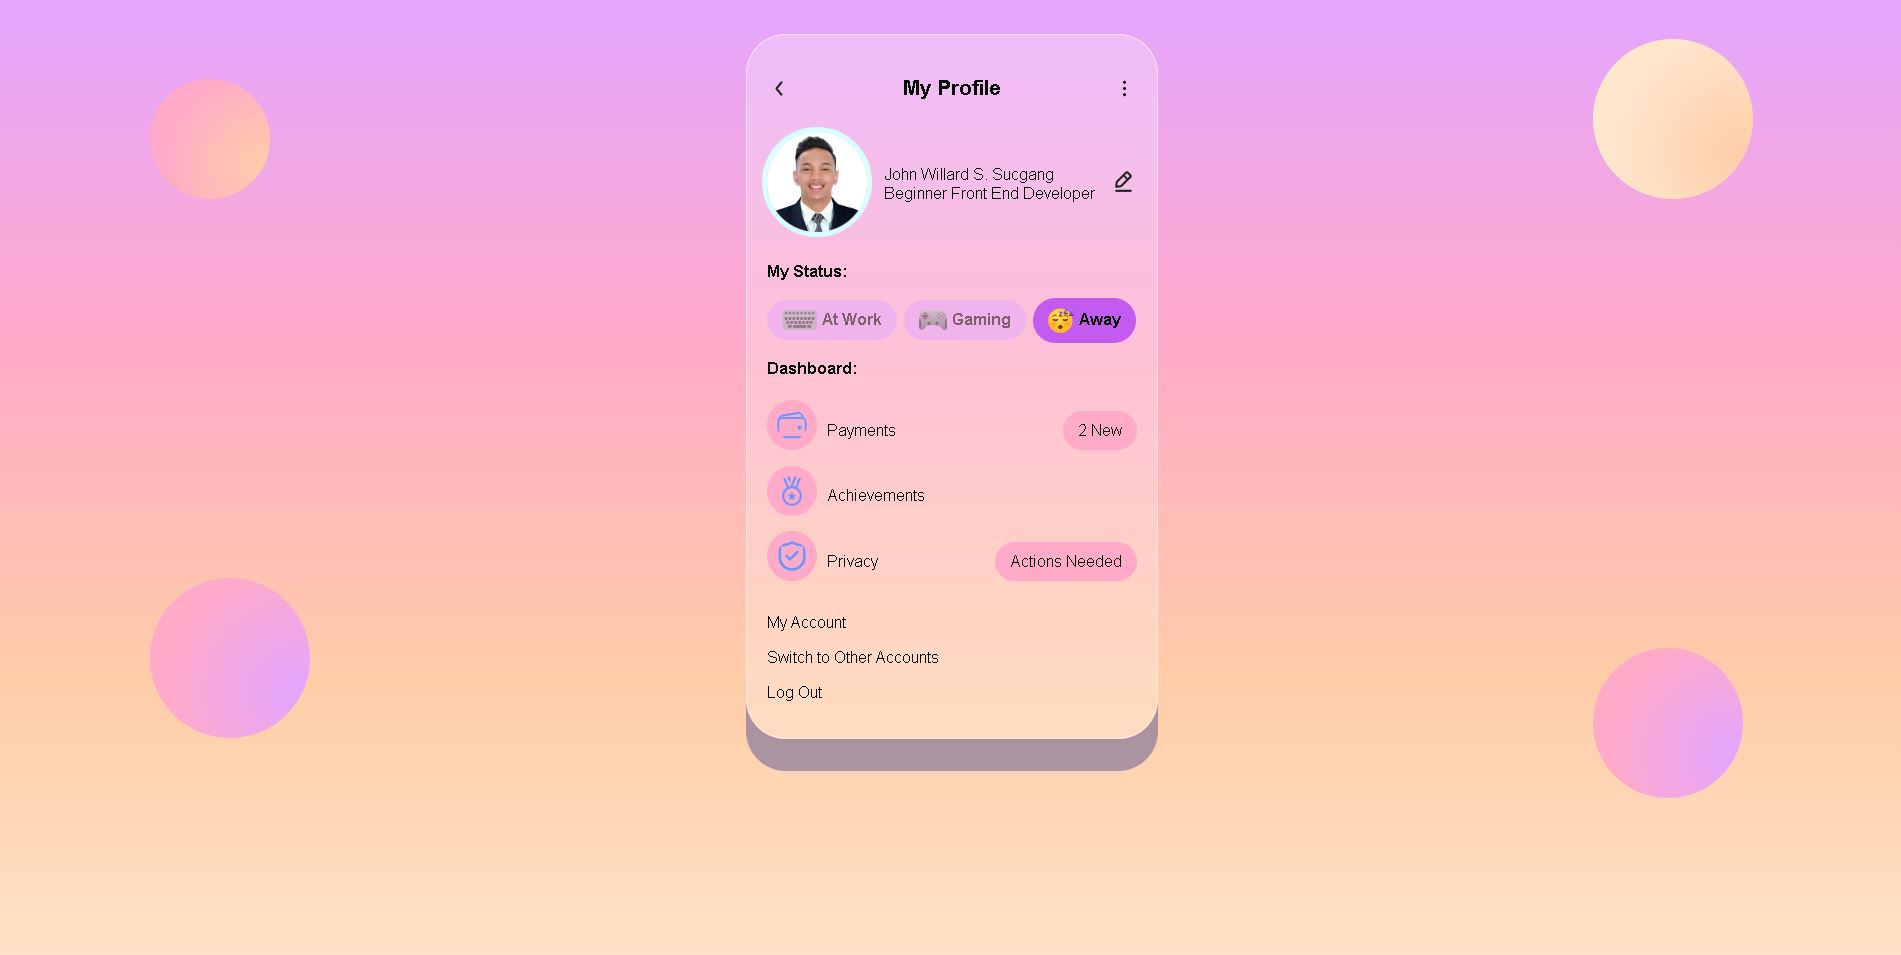 My Profile
John Willard S. Sucgang
Beginner Front End Developer
My Status:
At Work
Gaming
Away
Dashboard:
Payments
2 New
Achievements
Privacy
Actions Needed
My Account
Switch to Other Accounts
Log Out